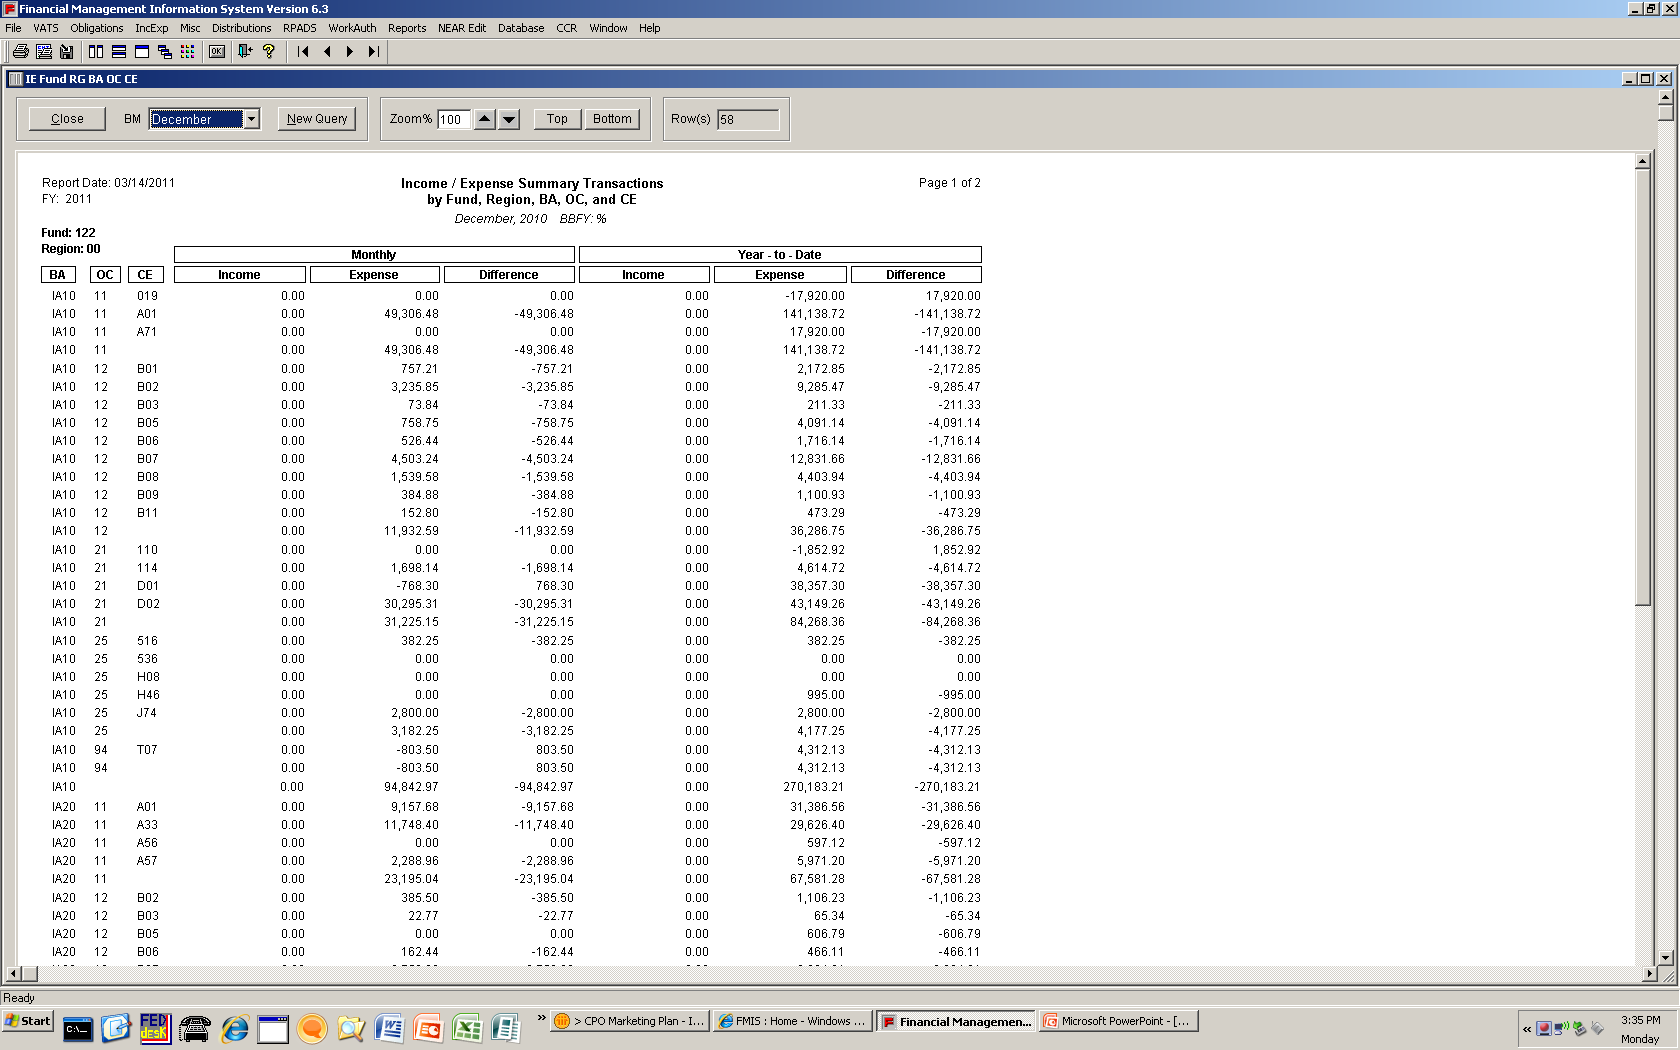 Financial Management Information System Version 6.3
File VATS Obligations IncExp Misc Distributions RPADS WorkAuth Reports NEAR Edit Database CCR Window Help
OK
IE Fund RG BA OC CE
Close BM December New Query Zoom% 100 Top Bottom Row(s) 58
Report Date: 03/14/2011 Income / Expense Summary Transactions Page 1 of 2
FY: 2011 by Fund, Region, BA, OC, and CE
December, 2010 BBFY: %
Fund: 122
Region: 00
Monthly Year - to - Date
BA OC CE Income Expense Difference Income Expense Difference
IA10 11 019 0.00 0.00 0.00 0.00 -17,920.00 17,920.00
IA10 11 A01 0.00 49,306.48 -49,306.48 0.00 141,138.72 -141,138.72
IA10 11 A71 0.00 0.00 0.00 0.00 17,920.00 -17,920.00
IA10 11 0.00 49,306.48 -49,306.48 0.00 141,138.72 -141,138.72
IA10 12 B01 0.00 757.21 -757.21 0.00 2,172.85 -2,172.85
IA10 12 B02 0.00 3,235.85 -3,235.85 0.00 9,285.47 -9,285.47
IA10 12 B03 0.00 73.84 -73.84 0.00 211.33 -211.33
IA10 12 B05 0.00 758.75 -758.75 0.00 4,091.14 -4,091.14
IA10 12 B06 0.00 526.44 -526.44 0.00 1,716.14 -1,716.14
IA10 12 B07 0.00 4,503.24 -4,503.24 0.00 12,831.66 -12,831.66
IA10 12 B08 0.00 1,539.58 -1,539.58 0.00 4,403.94 -4,403.94
IA10 12 B09 0.00 384.88 -384.88 0.00 1,100.93 -1,100.93
IA10 12 B11 0.00 152.80 -152.80 0.00 473.29 -473.29
IA10 12 0.00 11,932.59 -11,932.59 0.00 36,286.75 -36,286.75
IA10 21 110 0.00 0.00 0.00 0.00 -1,852.92 1,852.92
IA10 21 114 0.00 1,698.14 -1,698.14 0.00 4,614.72 -4,614.72
IA10 21 D01 0.00 -768.30 768.30 0.00 38,357.30 -38,357.30
IA10 21 D02 0.00 30,295.31 -30,295.31 0.00 43,149.26 -43,149.26
IA10 21 0.00 31,225.15 -31,225.15 0.00 84,268.36 -84,268.36
IA10 25 516 0.00 382.25 -382.25 0.00 382.25 -382.25
IA10 25 536 0.00 0.00 0.00 0.00 0.00 0.00
IA10 25 H08 0.00 0.00 0.00 0.00 0.00 0.00
IA10 25 H46 0.00 0.00 0.00 0.00 995.00 -995.00
IA10 25 J74 0.00 2,800.00 -2,800.00 0.00 2,800.00 -2,800.00
IA10 25 0.00 3,182.25 -3,182.25 0.00 4,177.25 -4,177.25
IA10 94 T07 0.00 -803.50 803.50 0.00 4,312.13 -4,312.13
IA10 94 0.00 -803.50 803.50 0.00 4,312.13 -4,312.13
IA10 0.00 94,842.97 -94,842.97 0.00 270,183.21 -270,183.21
IA20 11 A01 0.00 9,157.68 -9,157.68 0.00 31,386.56 -31,386.56
IA20 11 A33 0.00 11,748.40 -11,748.40 0.00 29,626.40 -29,626.40
IA20 11 A56 0.00 0.00 0.00 0.00 597.12 -597.12
IA20 11 A57 0.00 2,288.96 -2,288.96 0.00 5,971.20 -5,971.20
IA20 11 0.00 23,195.04 -23,195.04 0.00 67,581.28 -67,581.28
IA20 12 B02 0.00 385.50 -385.50 0.00 1,106.23 -1,106.23
IA20 12 B03 0.00 22.77 -22.77 0.00 65.34 -65.34
IA20 12 B05 0.00 0.00 0.00 0.00 606.79 -606.79
IA20 12 B06 0.00 162.44 -162.44 0.00 466.11 -466.11
Ready
Start C:\_ FED desk » > CPO Marketing Plan - I... FMIS : Home - Windows ... Financial Managemen... Microsoft PowerPoint - [... « 3:35 PM
Monday